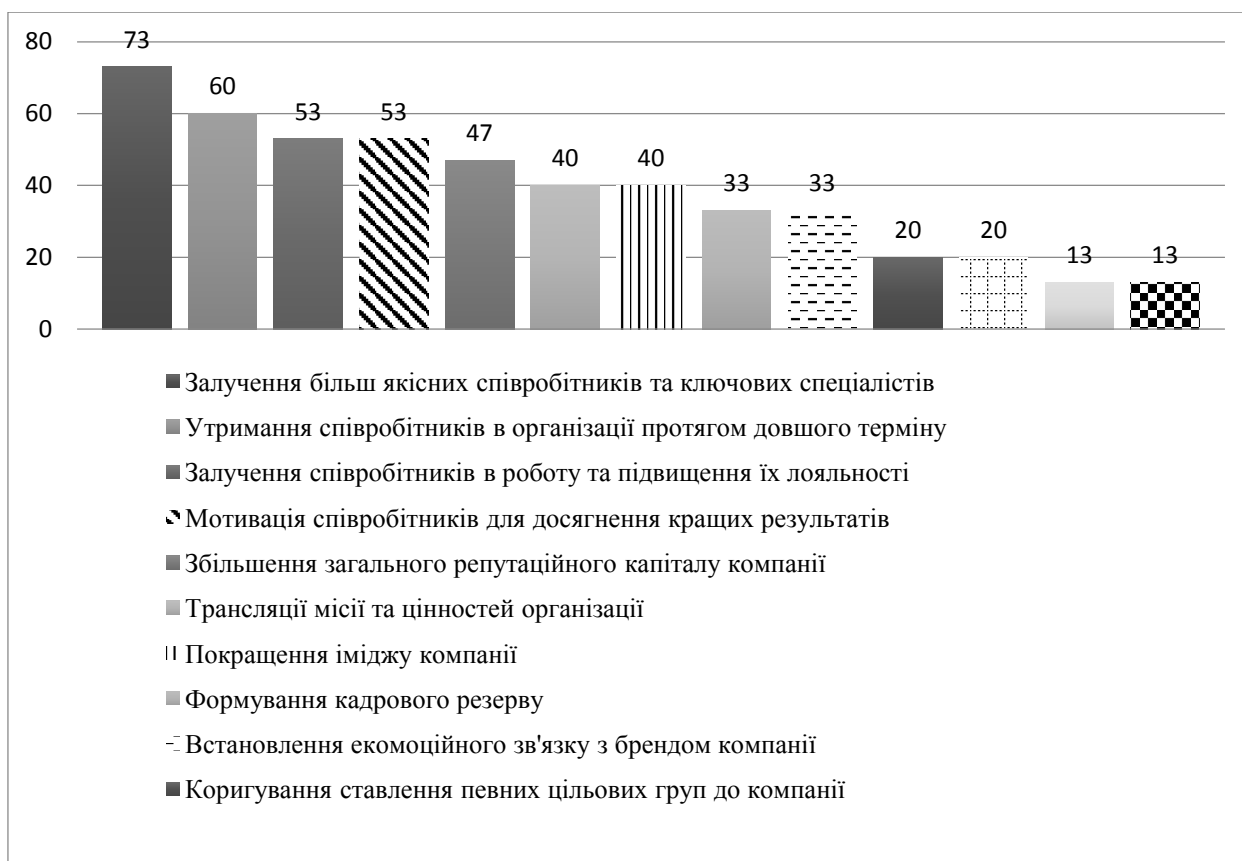 80
73
60
53
53
47
40
40
33
33
20
20
13
13
60
40
20
0
Залучення більш якісних співробітників та ключових спеціалістів
Утримання співробітників в організації протягом довшого терміну
Залучення співробітників в роботу та підвищення їх лояльності
Мотивація співробітників для досягнення кращих результатів
Збільшення загального репутаційного капіталу компанії
Трансляції місії та цінностей організації
Покращення іміджу компанії
Формування кадрового резерву
Встановлення екомоційного зв'язку з брендом компанії
Коригування ставлення певних цільових груп до компанії